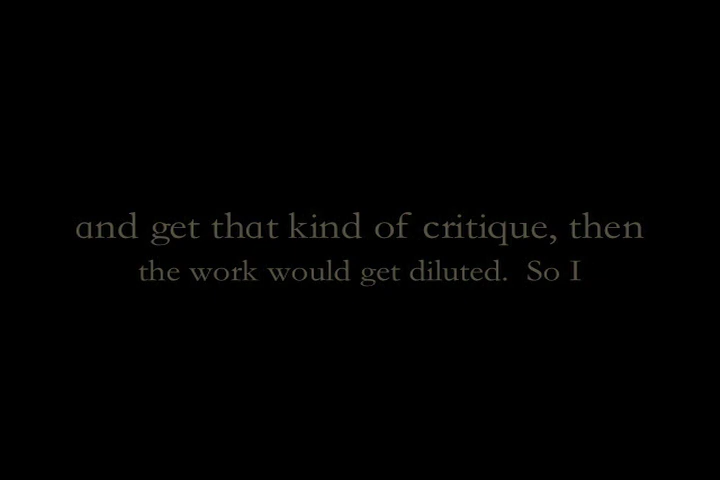 and get that kind of critique, then
the work would get diluted.  So I